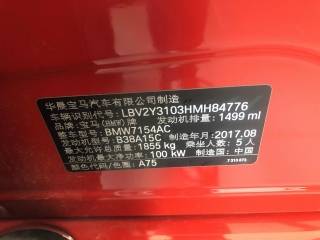 华晨宝马汽车有限公司制造
车辆识别代号: LBV2Y3103HMH84776
品牌: 宝马(BMW) 发动机排量: 1499 ml
整车型号: BMW7154AC
发动机型号: B38A15C 制造年月: 2017.08
最大允许总质量: 1855 kg 乘坐人数: 5人
发动机最大净功率: 100 kW 制造国: 中国
颜色代码/颜色: A75